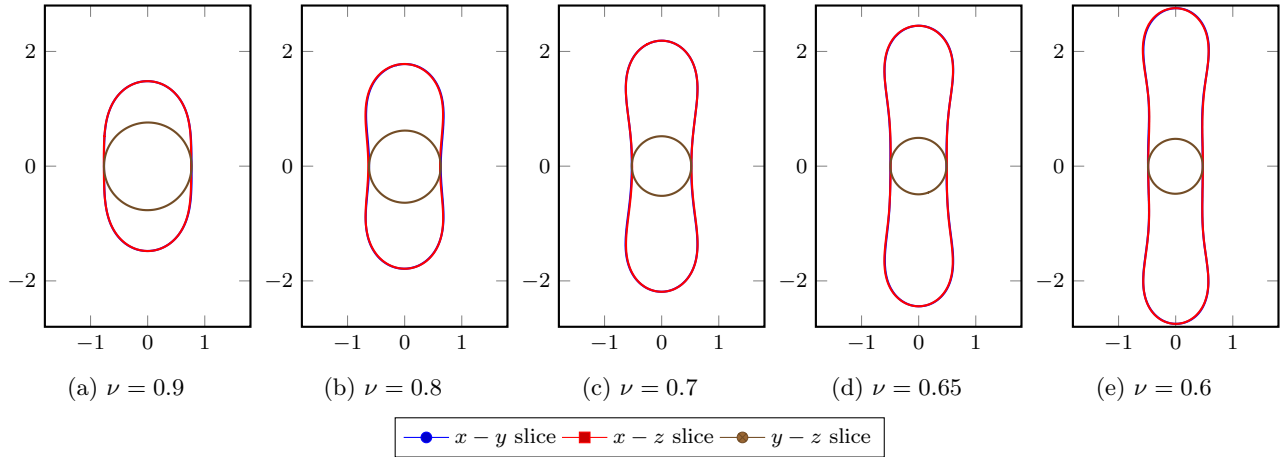 2
0
−2
−1 0 1
(a) ν = 0.9
2
0
−2
−1 0 1
(b) ν = 0.8
2
0
−2
−1 0 1
(c) ν = 0.7
2
0
−2
−1 0 1
(d) ν = 0.65
2
0
−2
−1 0 1
(e) ν = 0.6
x − y slice x − z slice y − z slice